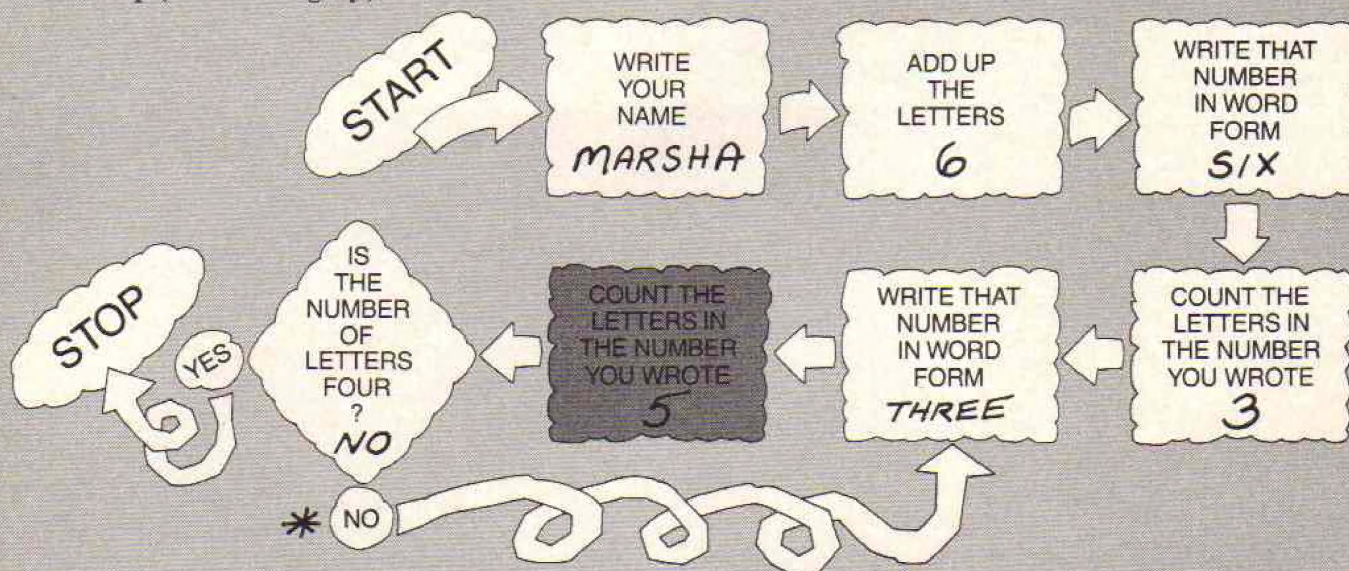 START
WRITE
YOUR
NAME
MARSHA
ADD UP
THE
LETTERS
6
WRITE THAT
NUMBER
IN WORD
FORM
SIX
COUNT THE
LETTERS IN
THE NUMBER
YOU WROTE
3
WRITE THAT
NUMBER
IN WORD
FORM
THREE
COUNT THE
LETTERS IN
THE NUMBER
YOU WROTE
5
IS
THE
NUMBER
OF
LETTERS
FOUR
?
NO
YES
STOP
* NO